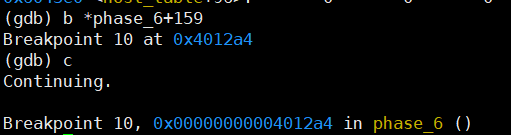 (gdb) b *phase_6+159
Breakpoint 10 at 0x4012a4
(gdb) c
Continuing.
Breakpoint 10, 0x00000000004012a4 in phase_6 ()